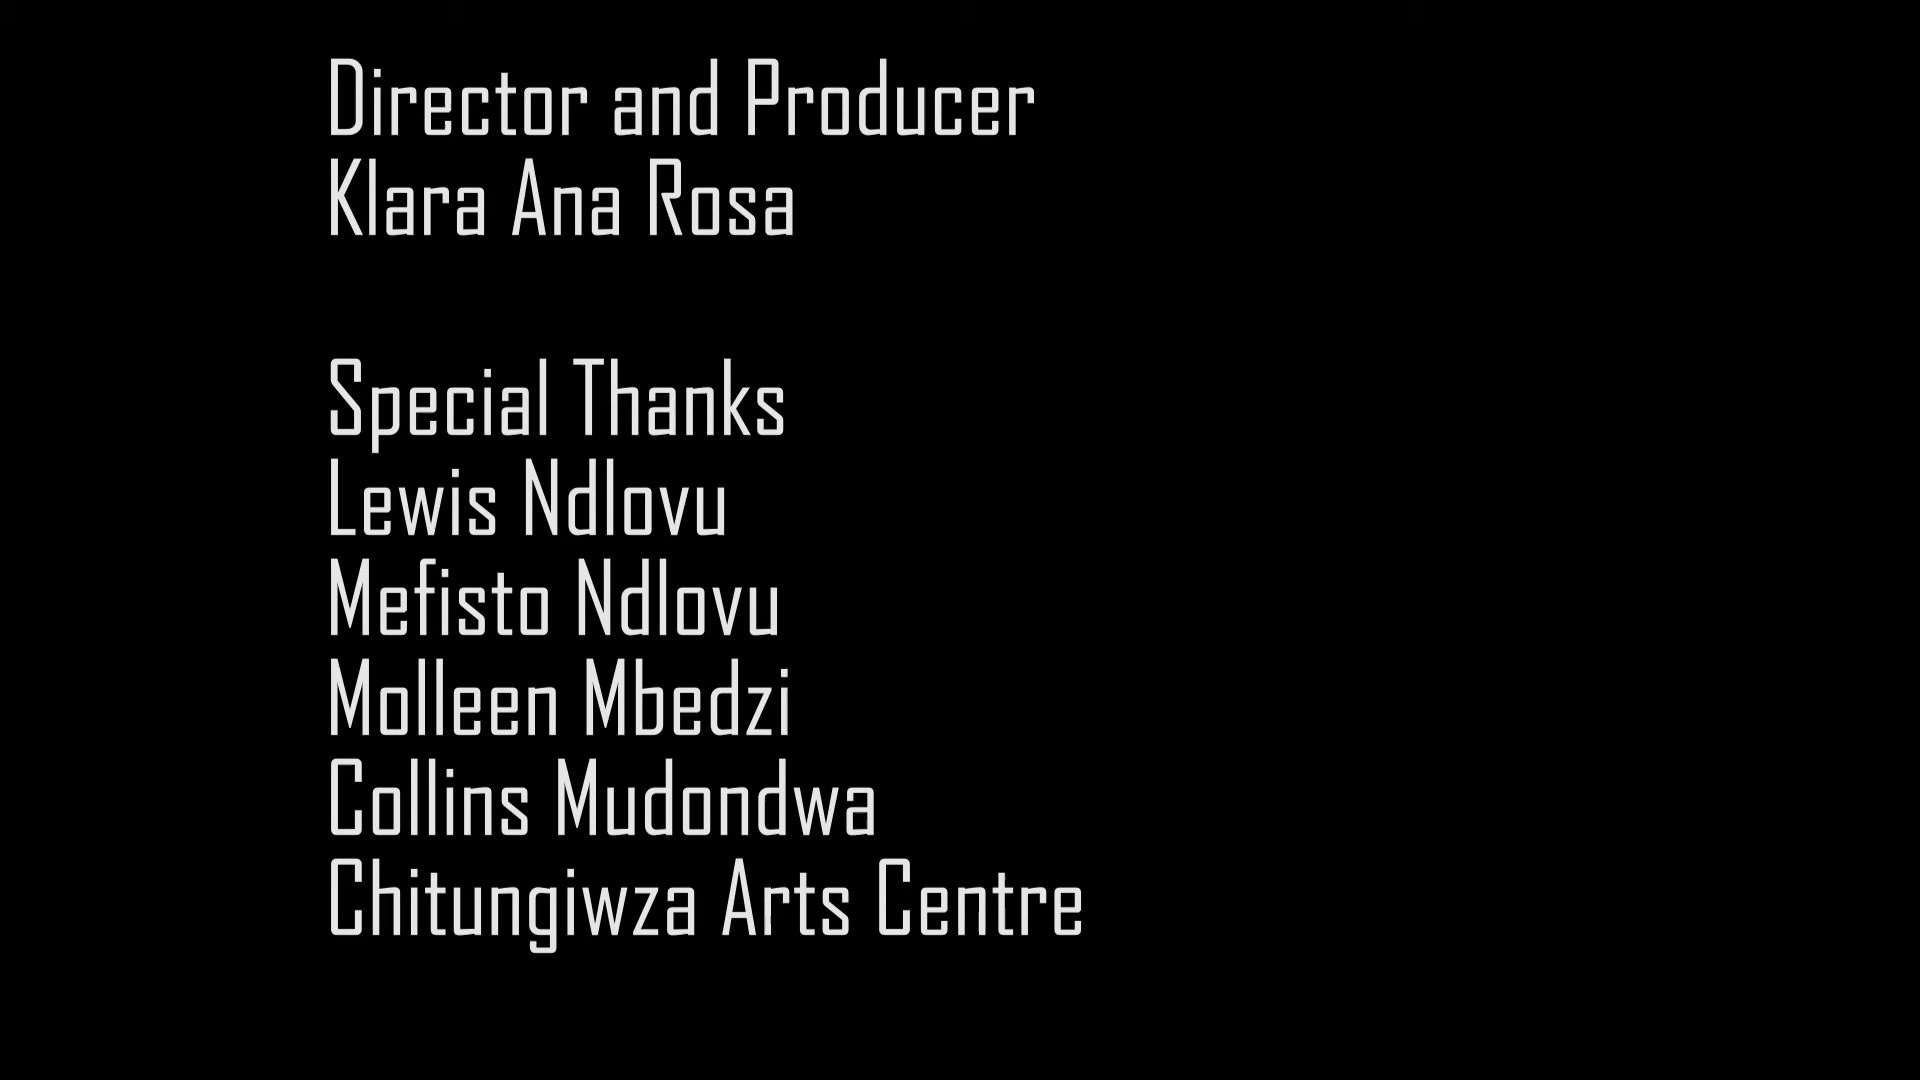 Director and Producer
Klara Ana Rosa
Special Thanks
Lewis Ndlovu
Mefisto Ndlovu
Molleen Mbedzi
Collins Mudondwa
Chitungiwza Arts Centre